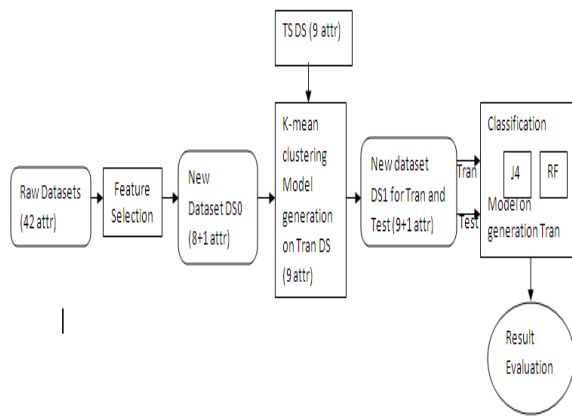 TS DS (9 attr)
Raw Datasets
(42 attr)
Feature
Selection
New
Dataset DS0
(8+1 attr)
K-mean
clustering
Model
generation
on Tran DS
(9 attr)
New dataset
DS1 for Tran and
Test (9+1 attr)
Tran
Test
Classification
J4
RF
Model on
generation Tran
Result
Evaluation